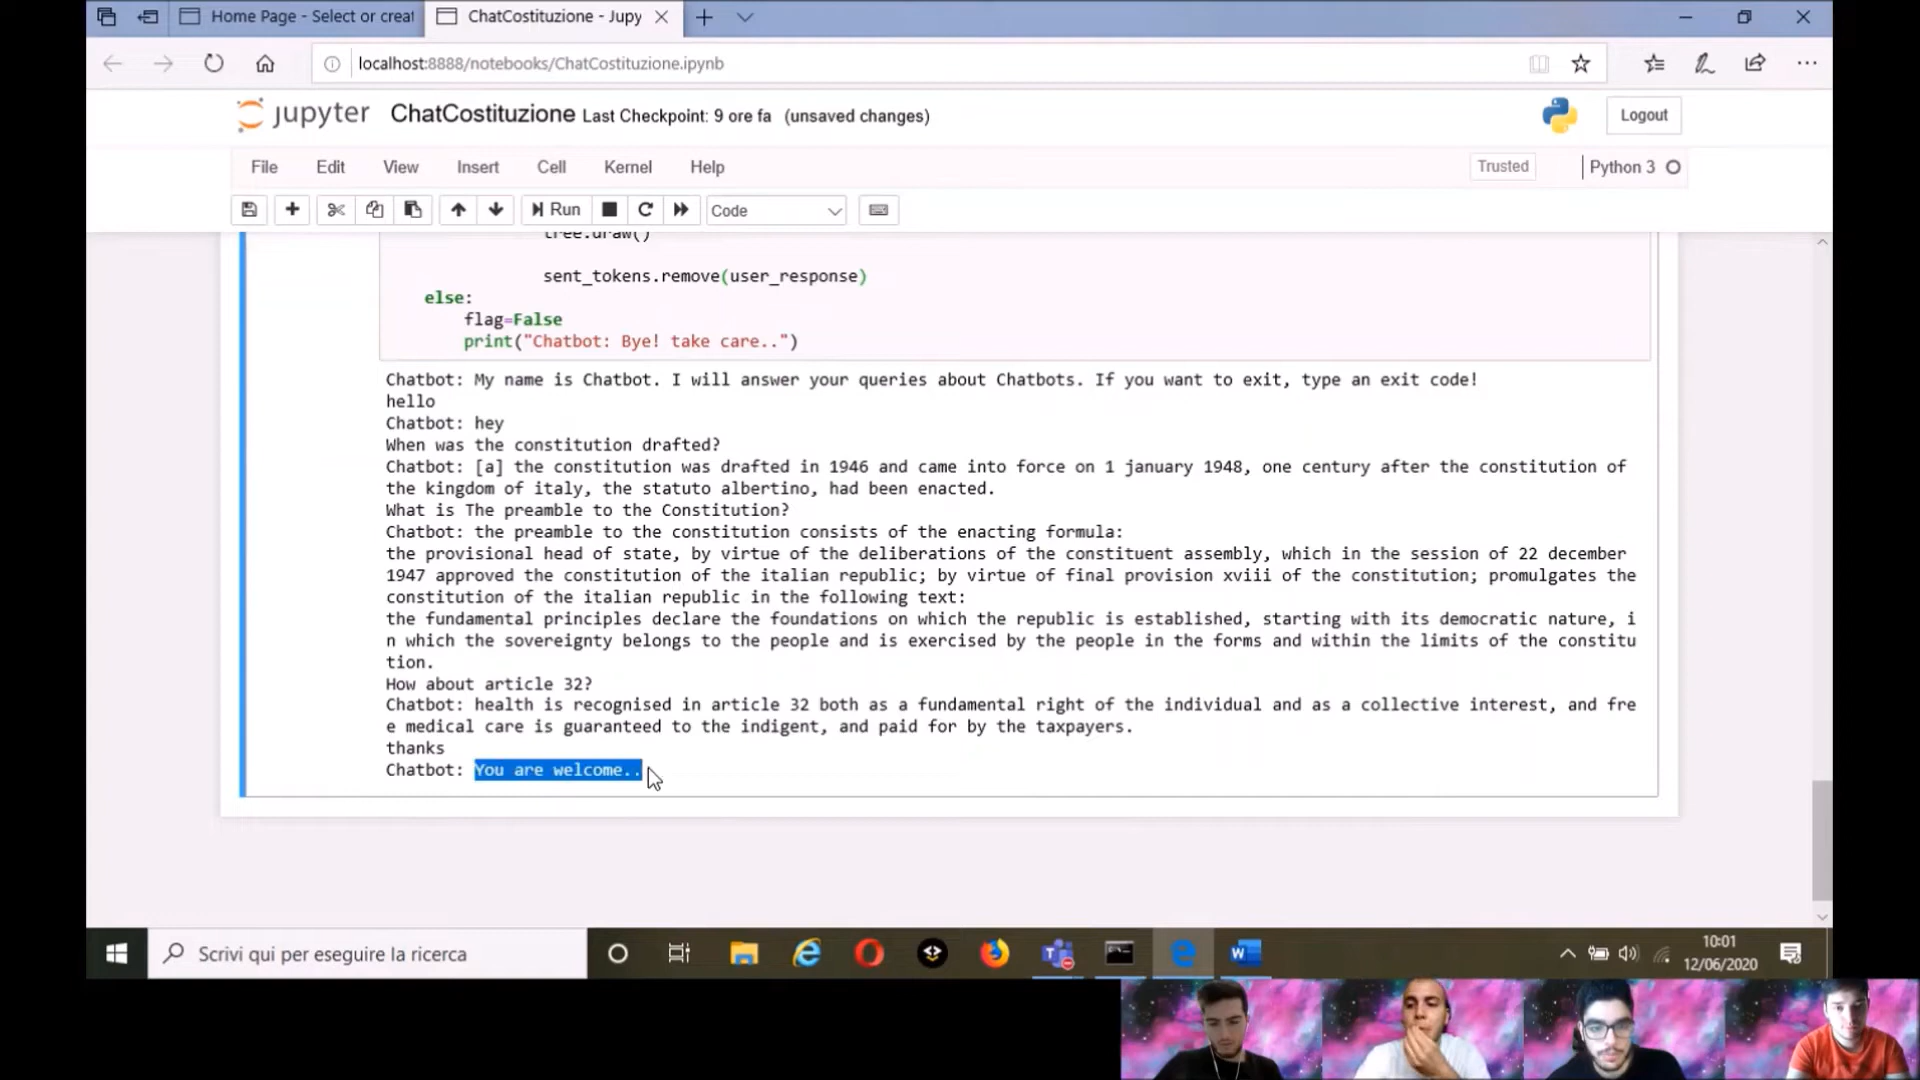 Home Page - Select or creat
ChatCostituzione - Jupy
localhost:8888/notebooks/ChatCostituzione.ipynb
jupyter ChatCostituzione Last Checkpoint: 9 ore fa (unsaved changes)
Logout
File Edit View Insert Cell Kernel Help
Trusted
Python 3
Run
Code
tree.draw()
sent_tokens.remove(user_response)
else:
flag=False
print("Chatbot: Bye! take care..")
Chatbot: My name is Chatbot. I will answer your queries about Chatbots. If you want to exit, type an exit code!
hello
Chatbot: hey
When was the constitution drafted?
Chatbot: [a] the constitution was drafted in 1946 and came into force on 1 january 1948, one century after the constitution of
the kingdom of italy, the statuto albertino, had been enacted.
What is The preamble to the Constitution?
Chatbot: the preamble to the constitution consists of the enacting formula:
the provisional head of state, by virtue of the deliberations of the constituent assembly, which in the session of 22 december
1947 approved the constitution of the italian republic; by virtue of final provision xviii of the constitution; promulgates the
constitution of the italian republic in the following text:
the fundamental principles declare the foundations on which the republic is established, starting with its democratic nature, i
n which the sovereignty belongs to the people and is exercised by the people in the forms and within the limits of the constitu
tion.
How about article 32?
Chatbot: health is recognised in article 32 both as a fundamental right of the individual and as a collective interest, and fre
e medical care is guaranteed to the indigent, and paid for by the taxpayers.
thanks
Chatbot: You are welcome..
Scrivi qui per eseguire la ricerca
10:01
12/06/2020